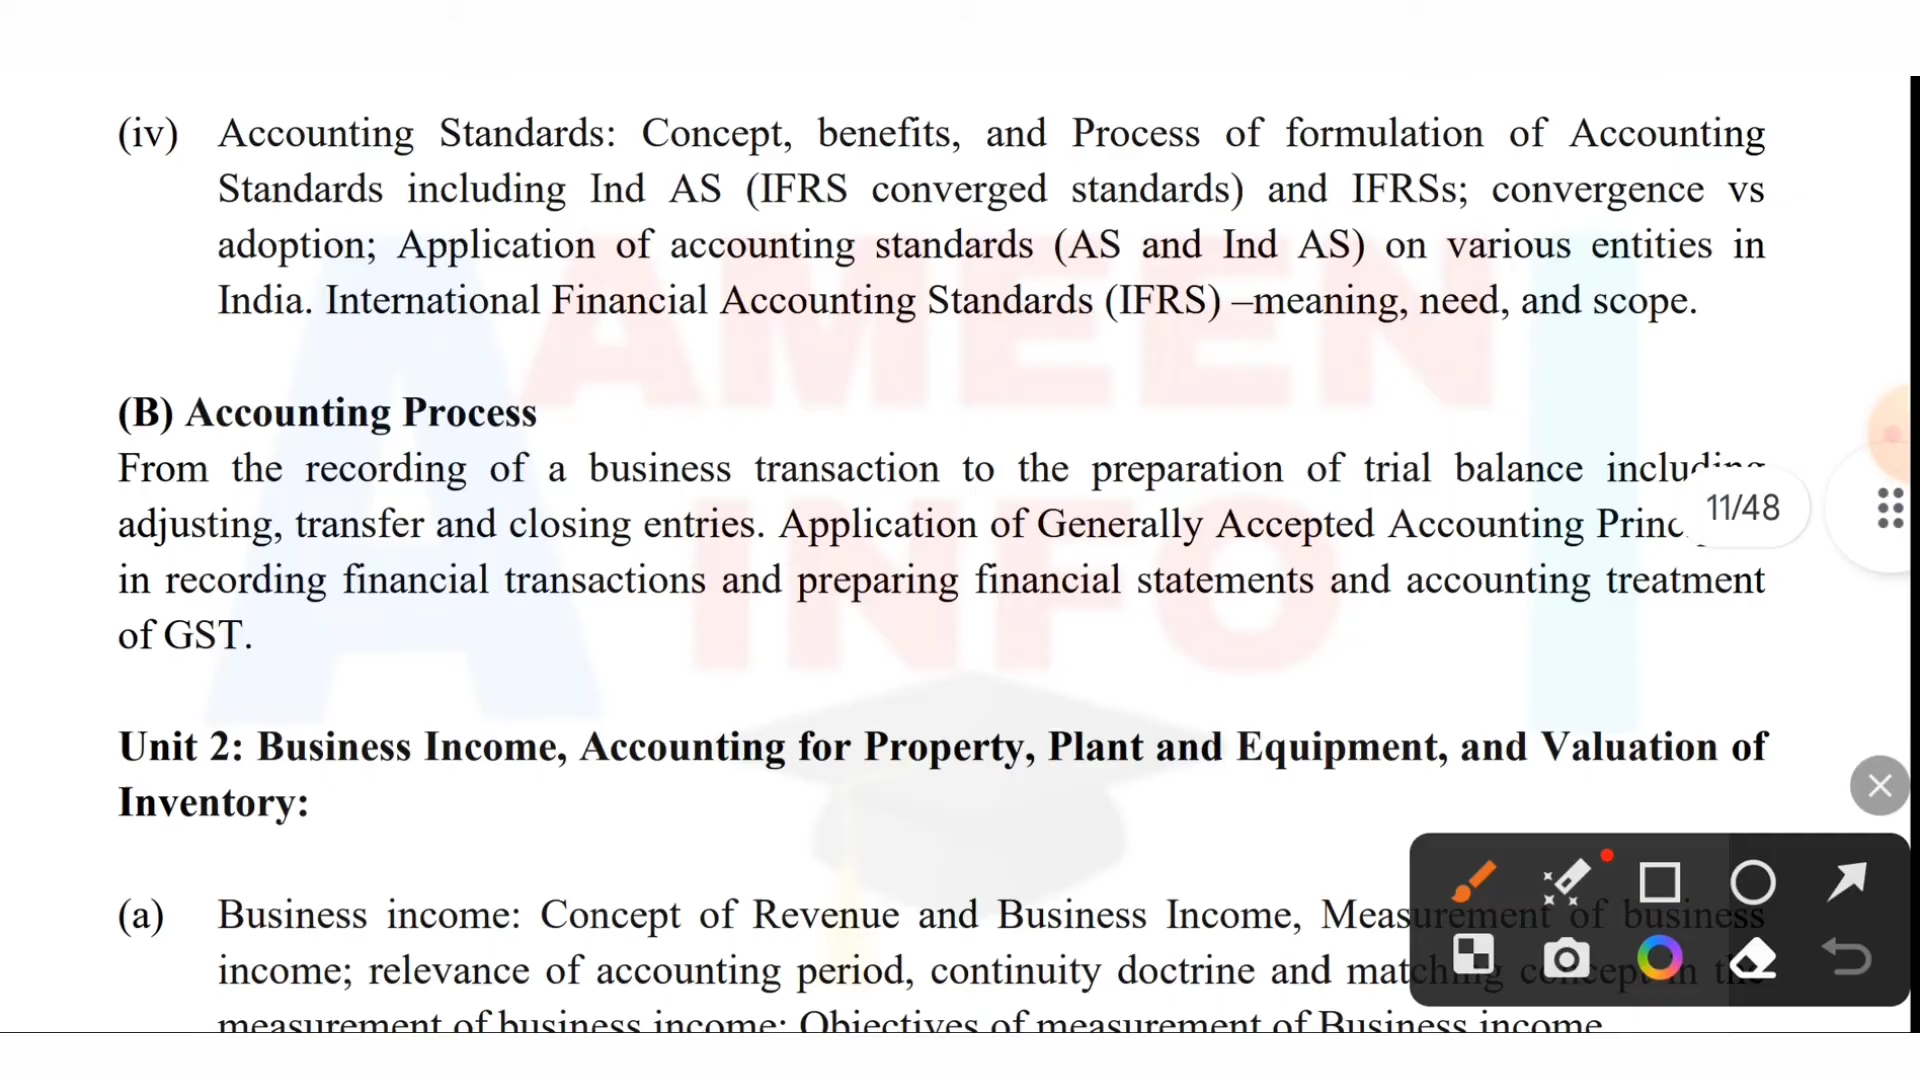 (iv) Accounting Standards: Concept, benefits, and Process of formulation of Accounting
Standards including Ind AS (IFRS converged standards) and IFRSs; convergence vs
adoption; Application of accounting standards (AS and Ind AS) on various entities in
India. International Financial Accounting Standards (IFRS) –meaning, need, and scope.
(B) Accounting Process
From the recording of a business transaction to the preparation of trial balance including
adjusting, transfer and closing entries. Application of Generally Accepted Accounting
11/48
in recording financial transactions and preparing financial statements and accounting treatment
of GST.
Unit 2: Business Income, Accounting for Property, Plant and Equipment, and Valuation of
Inventory:
(a) Business income: Concept of Revenue and Business Income, Measurement of business
income; relevance of accounting period, continuity doctrine and matching concept in the
measurement of business income; Objectives of measurement of Business income
AMEEN
INFO